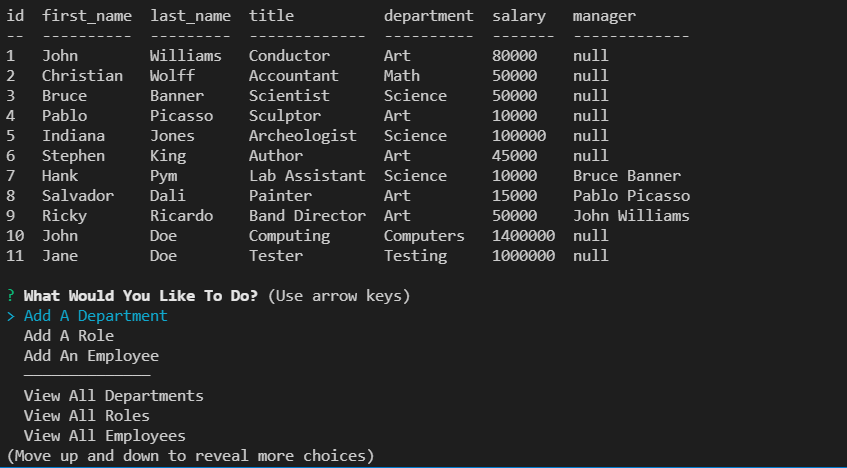 id  first_name  last_name  title          department  salary   manager
--  ----------  ---------  -------------  ----------  -------  -------------
1   John        Williams   Conductor      Art         80000    null
2   Christian   Wolff      Accountant     Math        50000    null
3   Bruce       Banner     Scientist      Science     50000    null
4   Pablo       Picasso    Sculptor       Art         10000    null
5   Indiana     Jones      Archeologist   Science     100000   null
6   Stephen     King       Author         Art         45000    null
7   Hank        Pym        Lab Assistant  Science     10000    Bruce Banner
8   Salvador    Dali       Painter        Art         15000    Pablo Picasso
9   Ricky       Ricardo    Band Director  Art         50000    John Williams
10  John        Doe        Computing      Computers   1400000  null
11  Jane        Doe        Tester         Testing     1000000  null
? What Would You Like To Do? (Use arrow keys)
> Add A Department
  Add A Role
  Add An Employee
  ──────────────
  View All Departments
  View All Roles
  View All Employees
(Move up and down to reveal more choices)